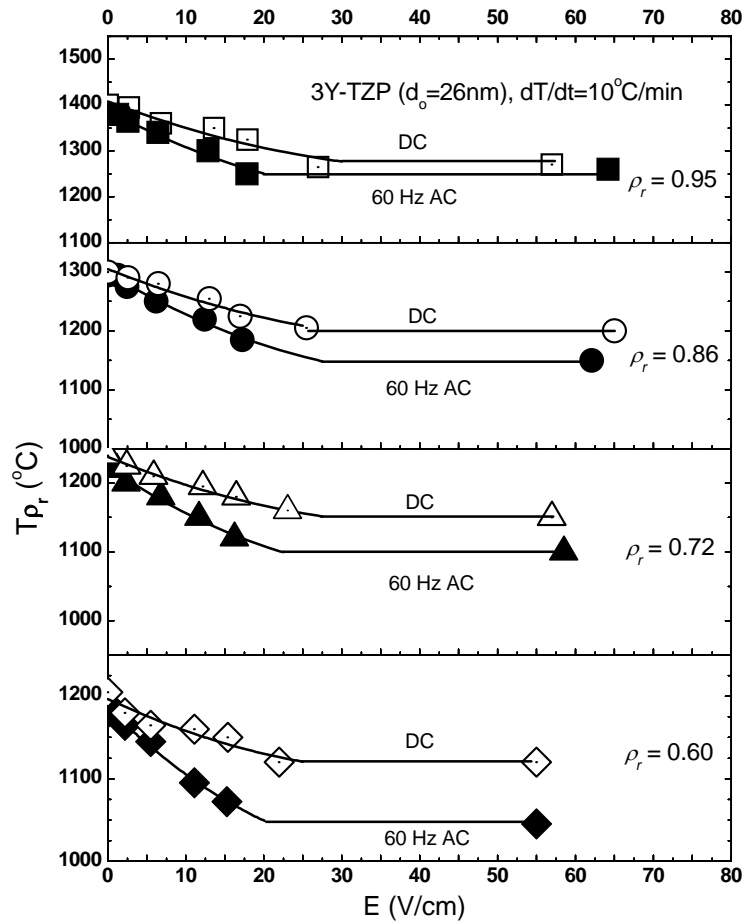 0 10 20 30 40 50 60 70 80
1500
1400
1300
1200
1100
3Y-TZP (dₒ=26nm), dT/dt=10°C/min
DC
60 Hz AC
ρᵣ = 0.95
1300
1200
1100
1000
DC
60 Hz AC
ρᵣ = 0.86
1200
1100
1000
DC
60 Hz AC
ρᵣ = 0.72
1200
1100
1000
DC
60 Hz AC
ρᵣ = 0.60
0 10 20 30 40 50 60 70 80
Tρᵣ (°C)
E (V/cm)